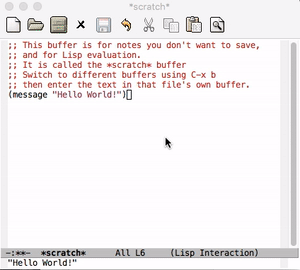 *scratch*
;; This buffer is for notes you don't want to save,
;; and for Lisp evaluation.
;; It is called the *scratch* buffer
;; Switch to different buffers using C-x b
;; then enter the text in that file's own buffer.
(message "Hello World!")
-:**-  *scratch*      All L6     (Lisp Interaction)
"Hello World!"